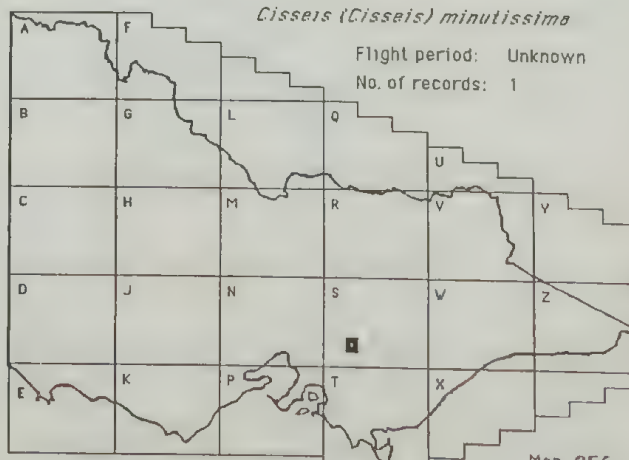 Cisseis (Cisseis) minutissima
Flight period: Unknown
No. of records: 1
A F
B G L Q
U
C H M R V Y
D J N S W Z
E K P T X